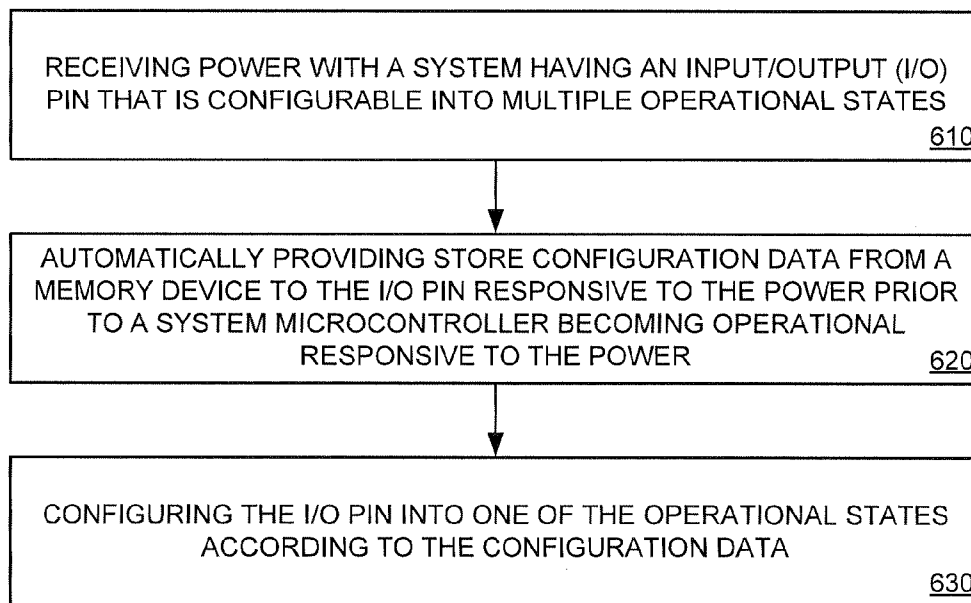 RECEIVING POWER WITH A SYSTEM HAVING AN INPUT/OUTPUT (I/O)
PIN THAT IS CONFIGURABLE INTO MULTIPLE OPERATIONAL STATES
610
AUTOMATICALLY PROVIDING STORE CONFIGURATION DATA FROM A
MEMORY DEVICE TO THE I/O PIN RESPONSIVE TO THE POWER PRIOR
TO A SYSTEM MICROCONTROLLER BECOMING OPERATIONAL
RESPONSIVE TO THE POWER
620
CONFIGURING THE I/O PIN INTO ONE OF THE OPERATIONAL STATES
ACCORDING TO THE CONFIGURATION DATA
630